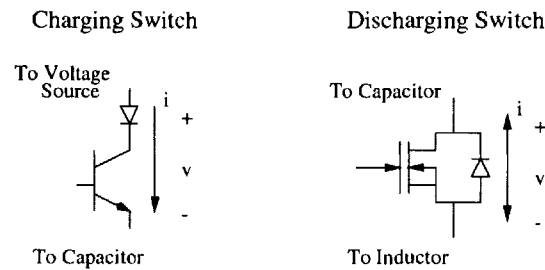 Charging Switch
To Voltage
Source
i
+
v
-
To Capacitor
Discharging Switch
To Capacitor
i
+
v
-
To Inductor